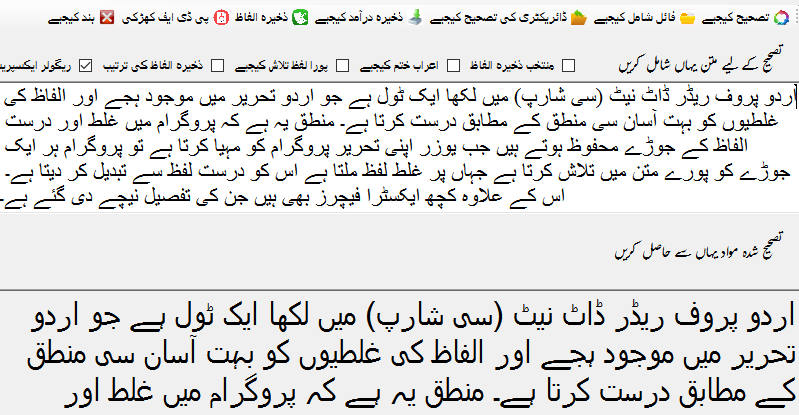 تصحیح کیجیے فائل شامل کیجیے ڈائریکٹری کی تصحیح کیجیے ذخیرہ درآمد کیجیے ذخیرہ الفاظ پی ڈی ایف کھڑکی بند کیجیے
تصحیح کے لیے متن یہاں شامل کریں
منتخب ذخیرہ الفاظ اعراب ختم کیجیے پورا لفظ تلاش کیجیے ذخیرہ الفاظ کی ترتیب ریگولر ایکسپریشن
اردو پروف ریڈر ڈاٹ نیٹ (سی شارپ) میں لکھا ایک ٹول ہے جو اردو تحریر میں موجود ہجے اور الفاظ کی
غلطیوں کو بہت آسان سی منطق کے مطابق درست کرتا ہے۔ منطق یہ ہے کہ پروگرام میں غلط اور درست
الفاظ کے جوڑے محفوظ ہوتے ہیں جب یوزر اپنی تحریر پروگرام کو مہیا کرتا ہے تو پروگرام ہر ایک
جوڑے کو پورے متن میں تلاش کرتا ہے جہاں پر غلط لفظ ملتا ہے اس کو درست لفظ سے تبدیل کر دیتا ہے۔
اس کے علاوہ کچھ ایکسٹرا فیچرز بھی ہیں جن کی تفصیل نیچے دی گئے ہے۔
تصحیح شدہ مواد یہاں سے حاصل کریں
اردو پروف ریڈر ڈاٹ نیٹ (سی شارپ) میں لکھا ایک ٹول ہے جو اردو
تحریر میں موجود ہجے اور الفاظ کی غلطیوں کو بہت آسان سی منطق
کے مطابق درست کرتا ہے۔ منطق یہ ہے کہ پروگرام میں غلط اور